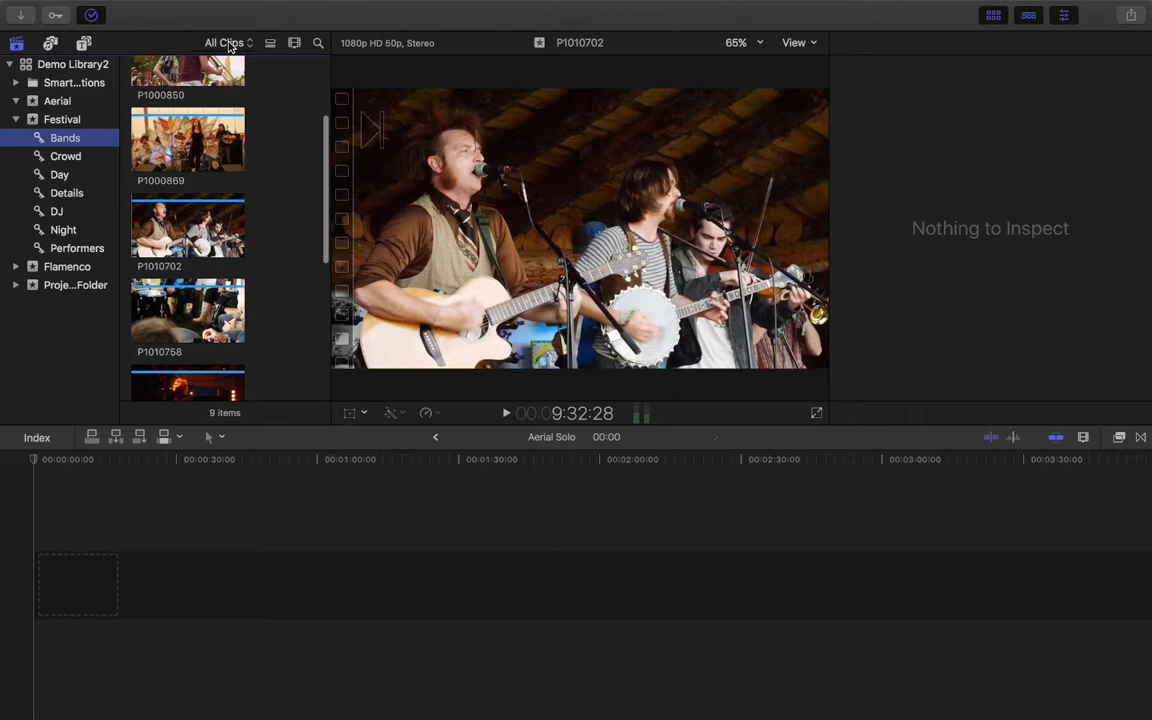 All Clips
1080p HD 50p, Stereo
P1010702
65%
View
Demo Library2
Smart...tions
Aerial
Festival
Bands
Crowd
Day
Details
DJ
Night
Performers
Flamenco
Proje...Folder
P1000850
P1000869
P1010702
P1010758
9 items
Nothing to Inspect
00:09:32:28
Index
Aerial Solo
00:00
00:00:00:00
00:00:30:00
00:01:00:00
00:01:30:00
00:02:00:00
00:02:30:00
00:03:00:00
00:03:30:00